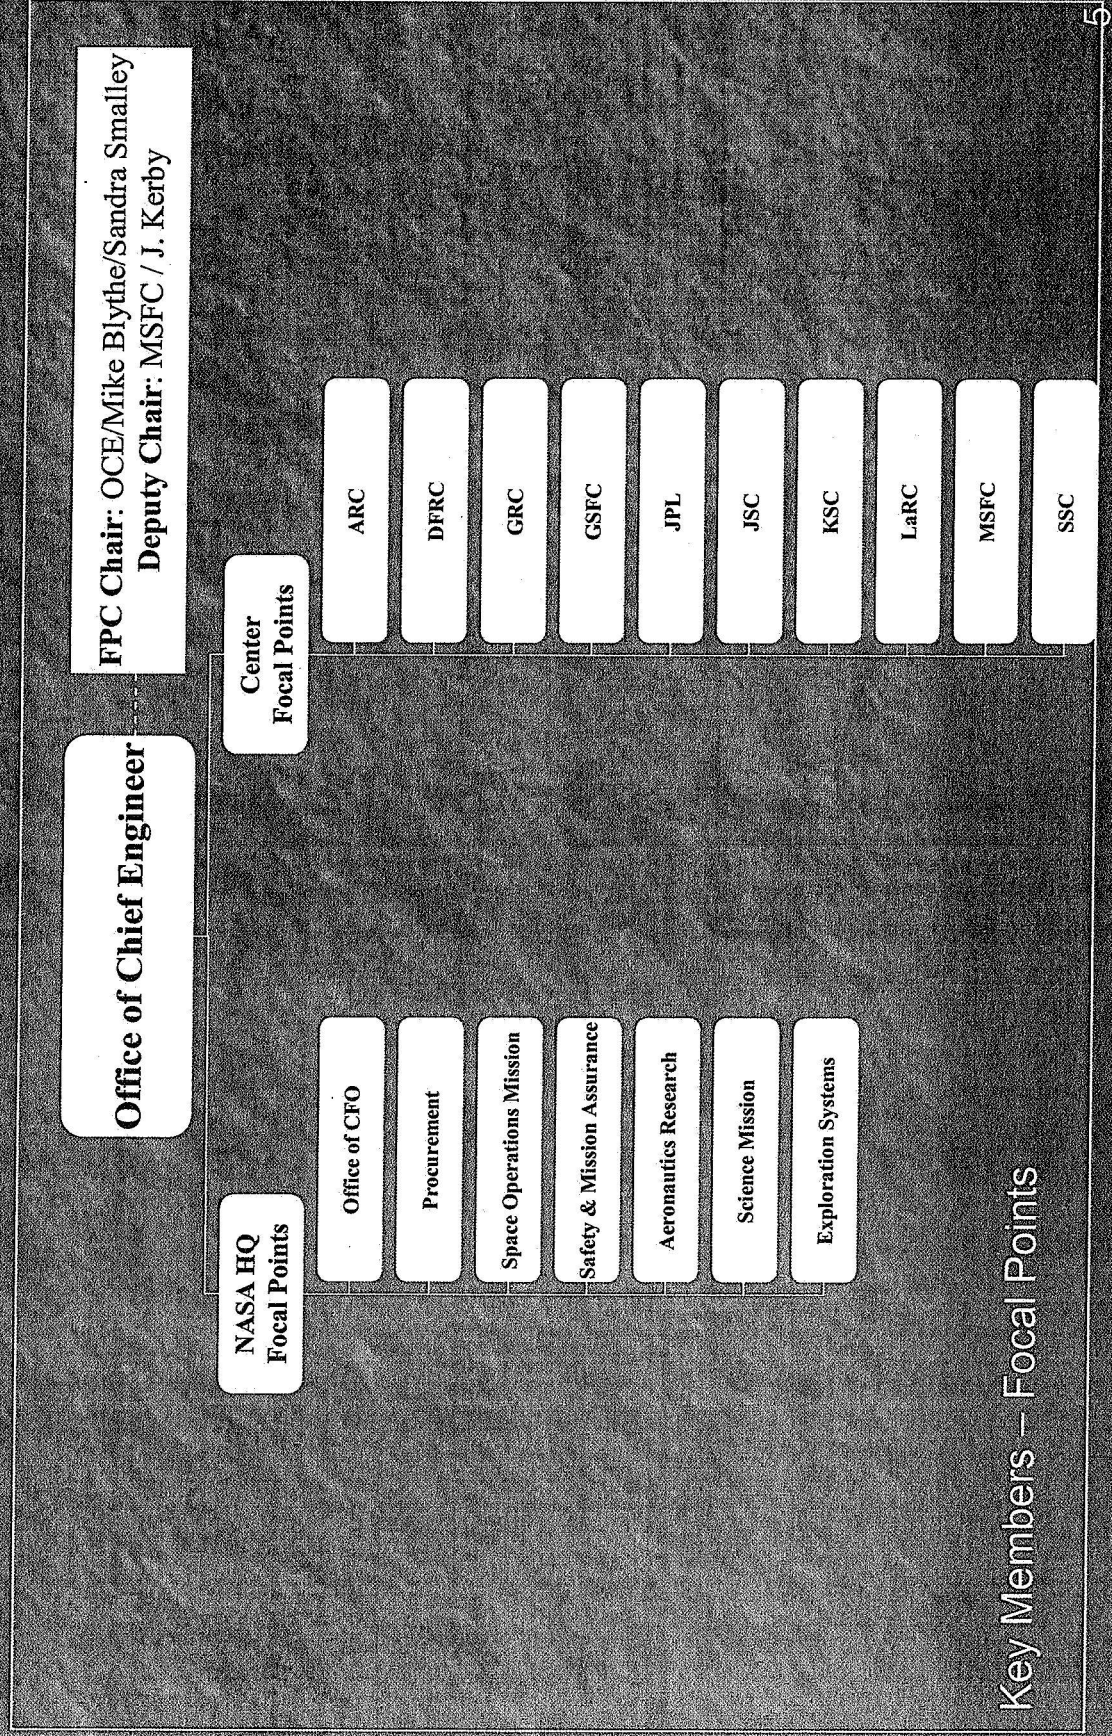 Office of Chief Engineer
FPC Chair: OCE/Mike Blythe/Sandra Smalley
Deputy Chair: MSFC / J. Kerby
NASA HQ
Focal Points
Office of CFO
Procurement
Space Operations Mission
Safety & Mission Assurance
Aeronautics Research
Science Mission
Exploration Systems
Center
Focal Points
ARC
DFRC
GRC
GSFC
JPL
JSC
KSC
LaRC
MSFC
SSC
Key Members – Focal Points
5